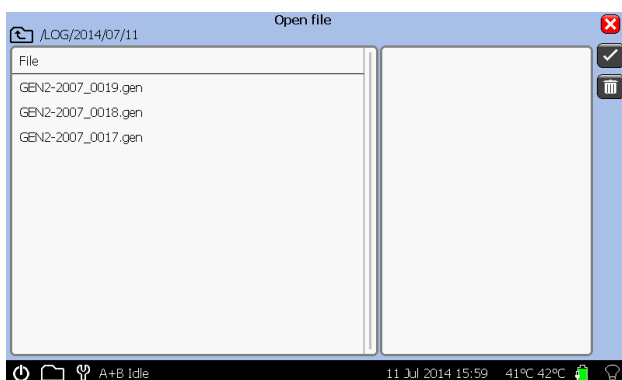 Open file
/LOG/2014/07/11
File
GEN2-2007_0019.gen
GEN2-2007_0018.gen
GEN2-2007_0017.gen
A+B Idle 11 Jul 2014 15:59 41°C 42°C